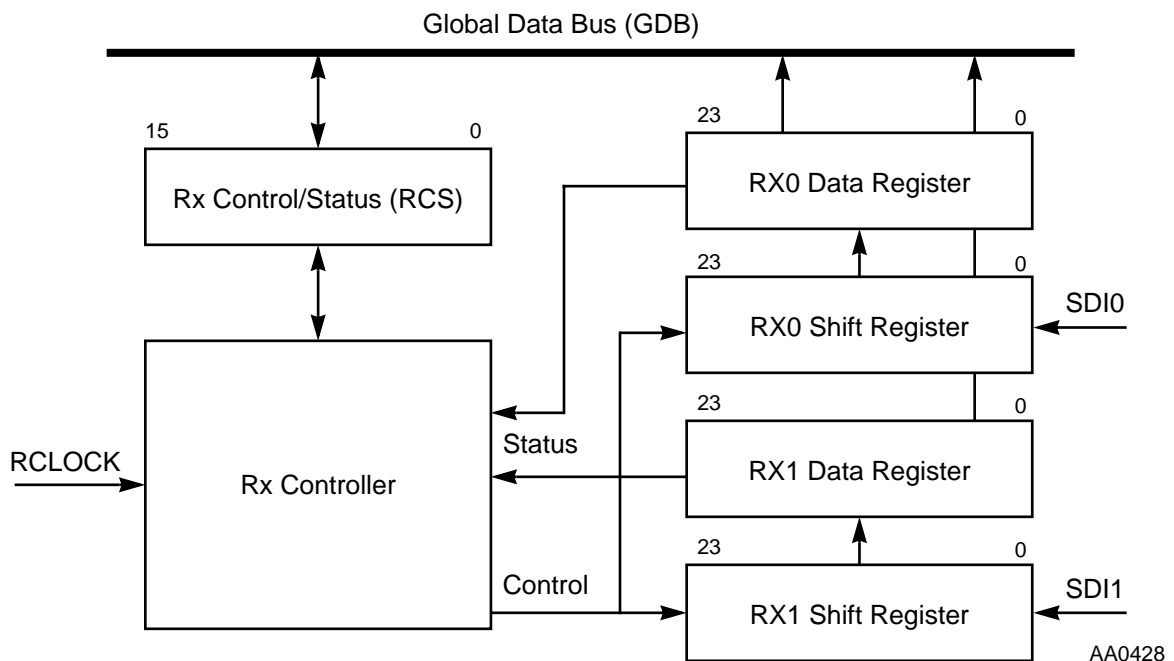 Global Data Bus (GDB)
15 0
Rx Control/Status (RCS)
23 0
RX0 Data Register
23 0
RX0 Shift Register
SDI0
RCLOCK
Rx Controller
Status
23 0
RX1 Data Register
Control
23 0
RX1 Shift Register
SDI1
AA0428